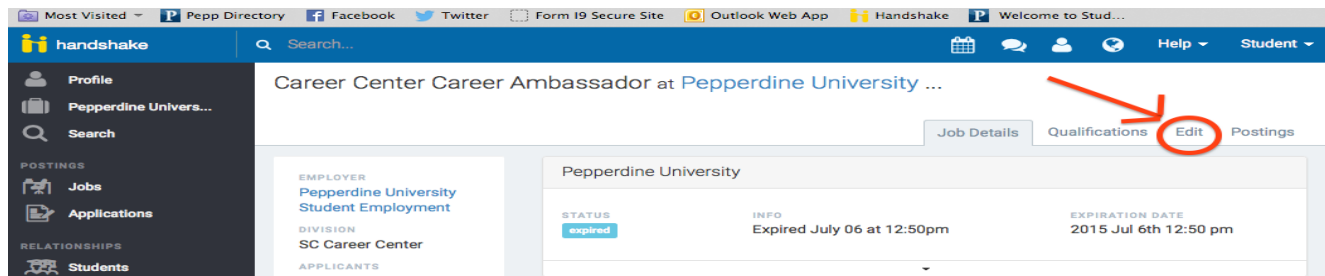 Most Visited Pepp Directory Facebook Twitter Form I9 Secure Site Outlook Web App Handshake Welcome to Stud...
handshake Search... Help Student
Profile
Pepperdine Univers...
Search
POSTINGS
Jobs
Applications
RELATIONSHIPS
Students
Career Center Career Ambassador at Pepperdine University ...
Job Details Qualifications Edit Postings
EMPLOYER
Pepperdine University
Student Employment
DIVISION
SC Career Center
APPLICANTS
Pepperdine University
STATUS INFO EXPIRATION DATE
expired Expired July 06 at 12:50pm 2015 Jul 6th 12:50 pm